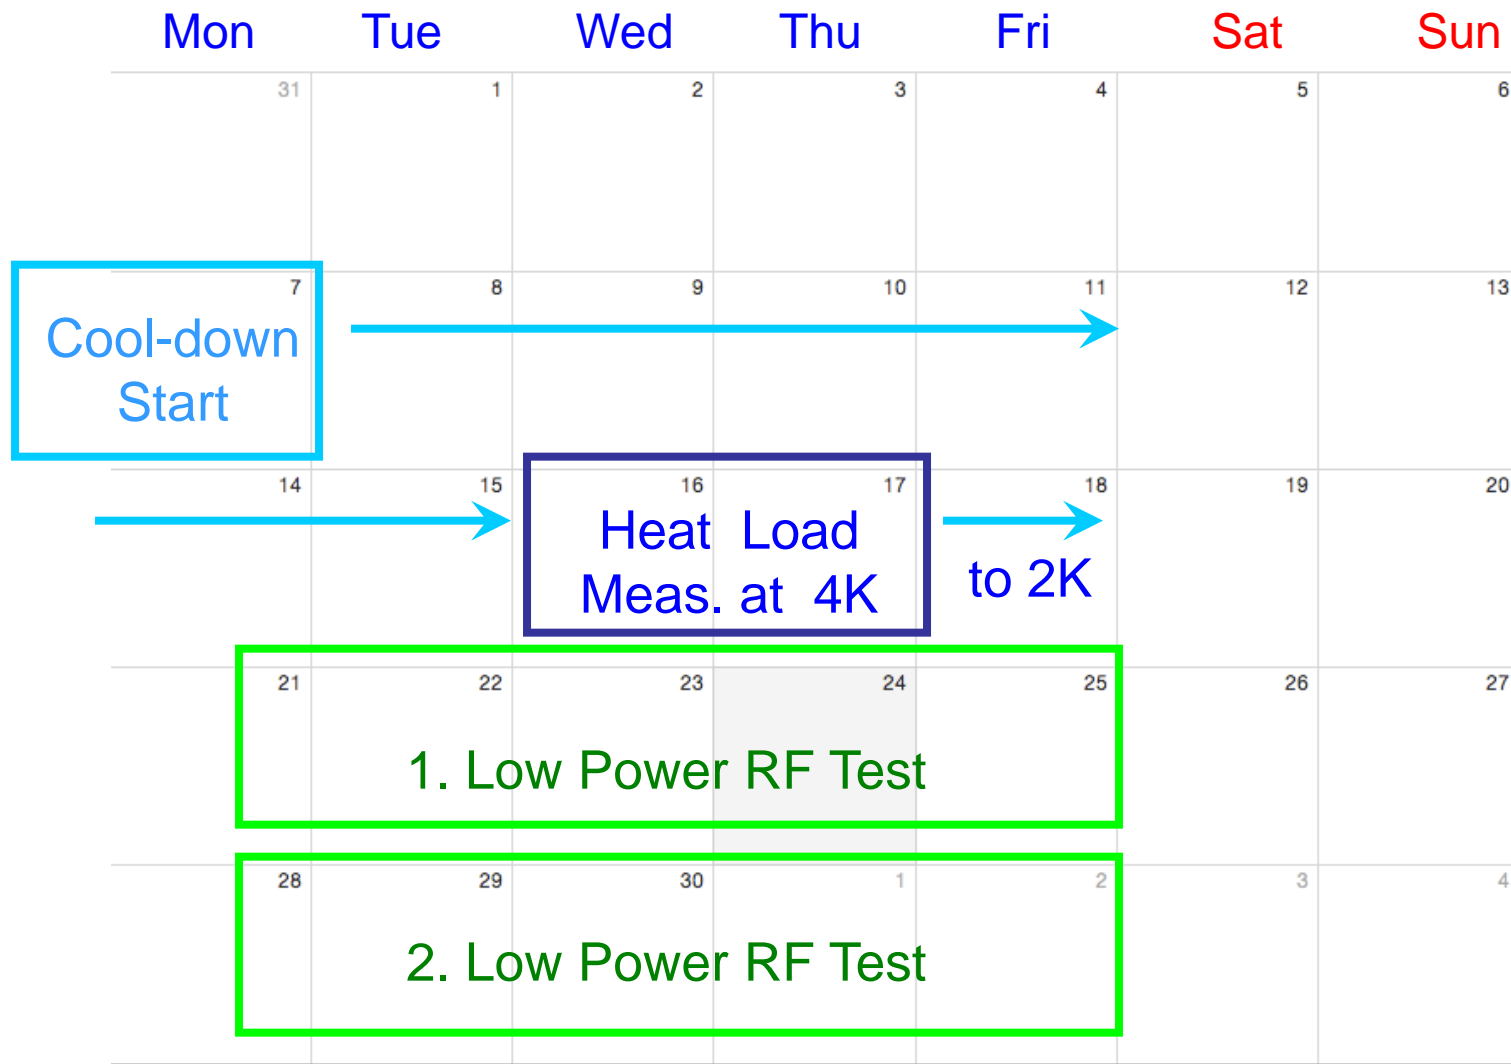 Mon Tue Wed Thu Fri Sat Sun
31 1 2 3 4 5 6
7 8 9 10 11 12 13
Cool-down
Start
14 15 16 17 18 19 20
Heat Load
Meas. at 4K
to 2K
21 22 23 24 25 26 27
1. Low Power RF Test
28 29 30 1 2 3 4
2. Low Power RF Test